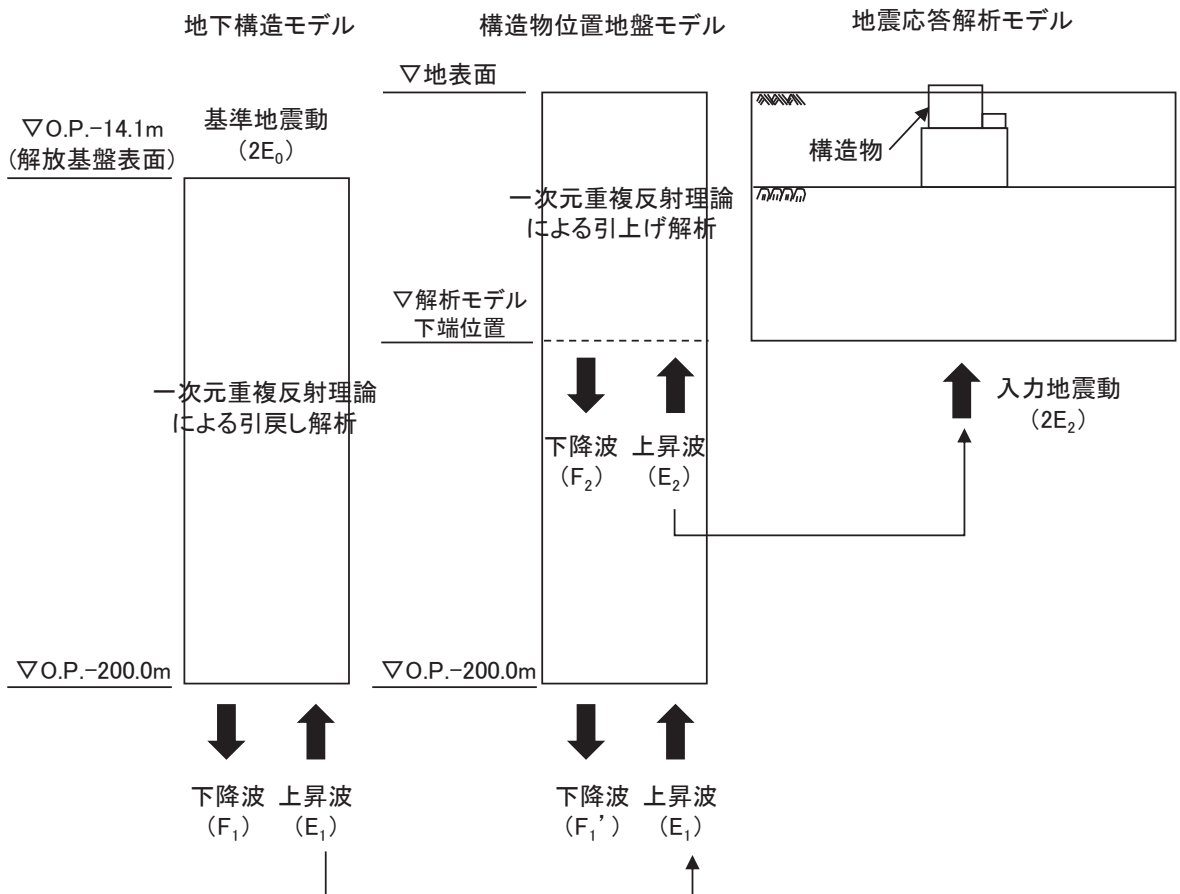 地下構造モデル
▽O.P.-14.1m
(解放基盤表面)
基準地震動
(2E₀)
一次元重複反射理論
による引戻し解析
▽O.P.-200.0m
下降波
(F₁)
上昇波
(E₁)
構造物位置地盤モデル
▽地表面
一次元重複反射理論
による引上げ解析
▽解析モデル
下端位置
下降波
(F₂)
上昇波
(E₂)
▽O.P.-200.0m
下降波
(F₁')
上昇波
(E₁)
地震応答解析モデル
構造物
入力地震動
(2E₂)